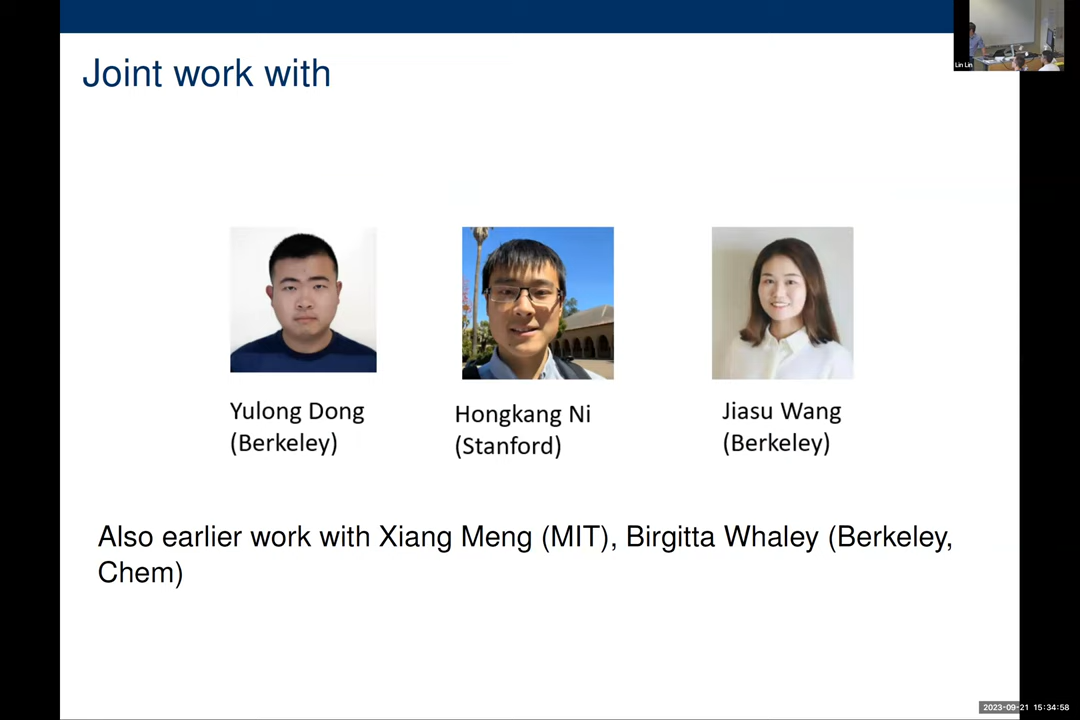 Joint work with
Lin Lin
Yulong Dong
(Berkeley)
Hongkang Ni
(Stanford)
Jiasu Wang
(Berkeley)
Also earlier work with Xiang Meng (MIT), Birgitta Whaley (Berkeley,
Chem)
2023-09-21 15:34:58